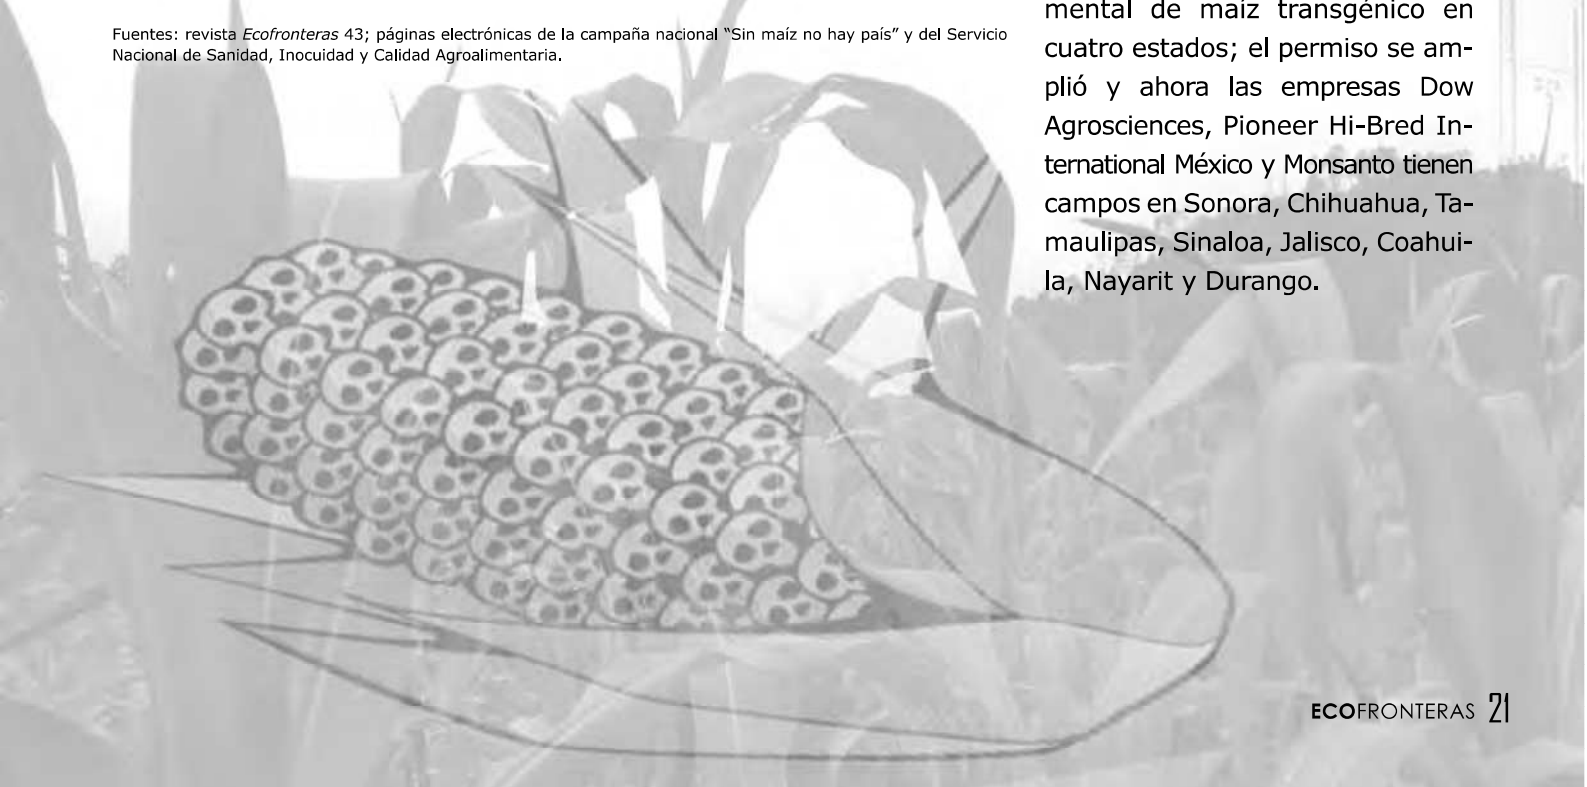 Fuentes: revista Ecofronteras 43; páginas electrónicas de la campaña nacional “Sin maíz no hay país” y del Servicio
Nacional de Sanidad, Inocuidad y Calidad Agroalimentaria.
mental de maíz transgénico en
cuatro estados; el permiso se am-
plió y ahora las empresas Dow
Agrosciences, Pioneer Hi-Bred In-
ternational México y Monsanto tienen
campos en Sonora, Chihuahua, Ta-
maulipas, Sinaloa, Jalisco, Coahui-
la, Nayarit y Durango.
ECOFRONTERAS 21